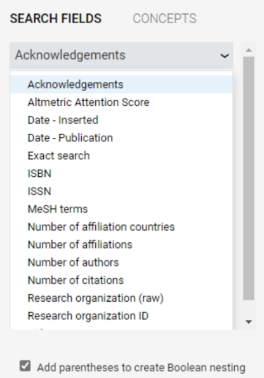 SEARCH FIELDS CONCEPTS
Acknowledgements
Acknowledgements
Altmetric Attention Score
Date - Inserted
Date - Publication
Exact search
ISBN
ISSN
MeSH terms
Number of affiliation countries
Number of affiliations
Number of authors
Number of citations
Research organization (raw)
Research organization ID
Add parentheses to create Boolean nesting